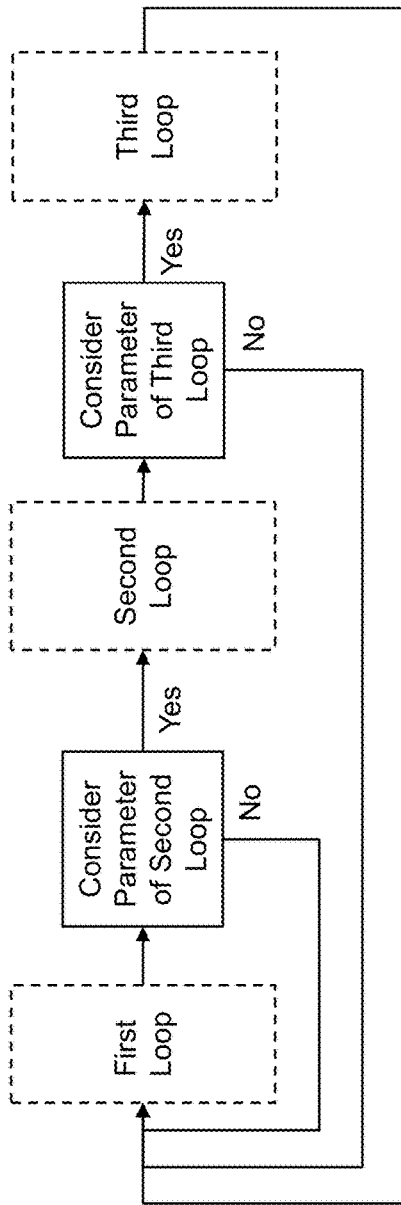 First
Loop
Consider
Parameter
of Second
Loop
Yes
No
Second
Loop
Consider
Parameter
of Third
Loop
Yes
No
Third
Loop